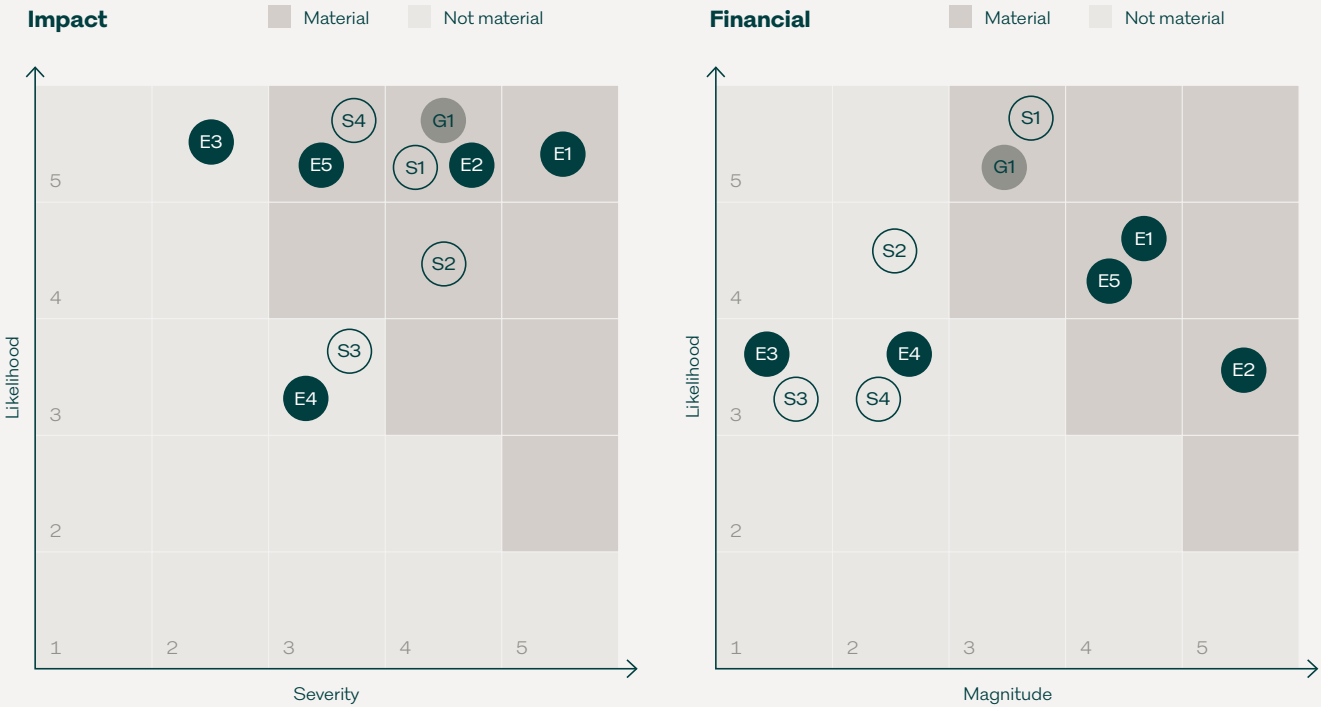 Impact
Material
Not material
S4
G1
E3
E5
S1
E2
E1
5
S2
4
S3
E4
3
2
1 2 3 4 5
Likelihood
Severity
Financial
Material
Not material
S1
G1
5
E1
S2
E5
4
E3
E4
E2
S3
S4
3
2
1 2 3 4 5
Likelihood
Magnitude